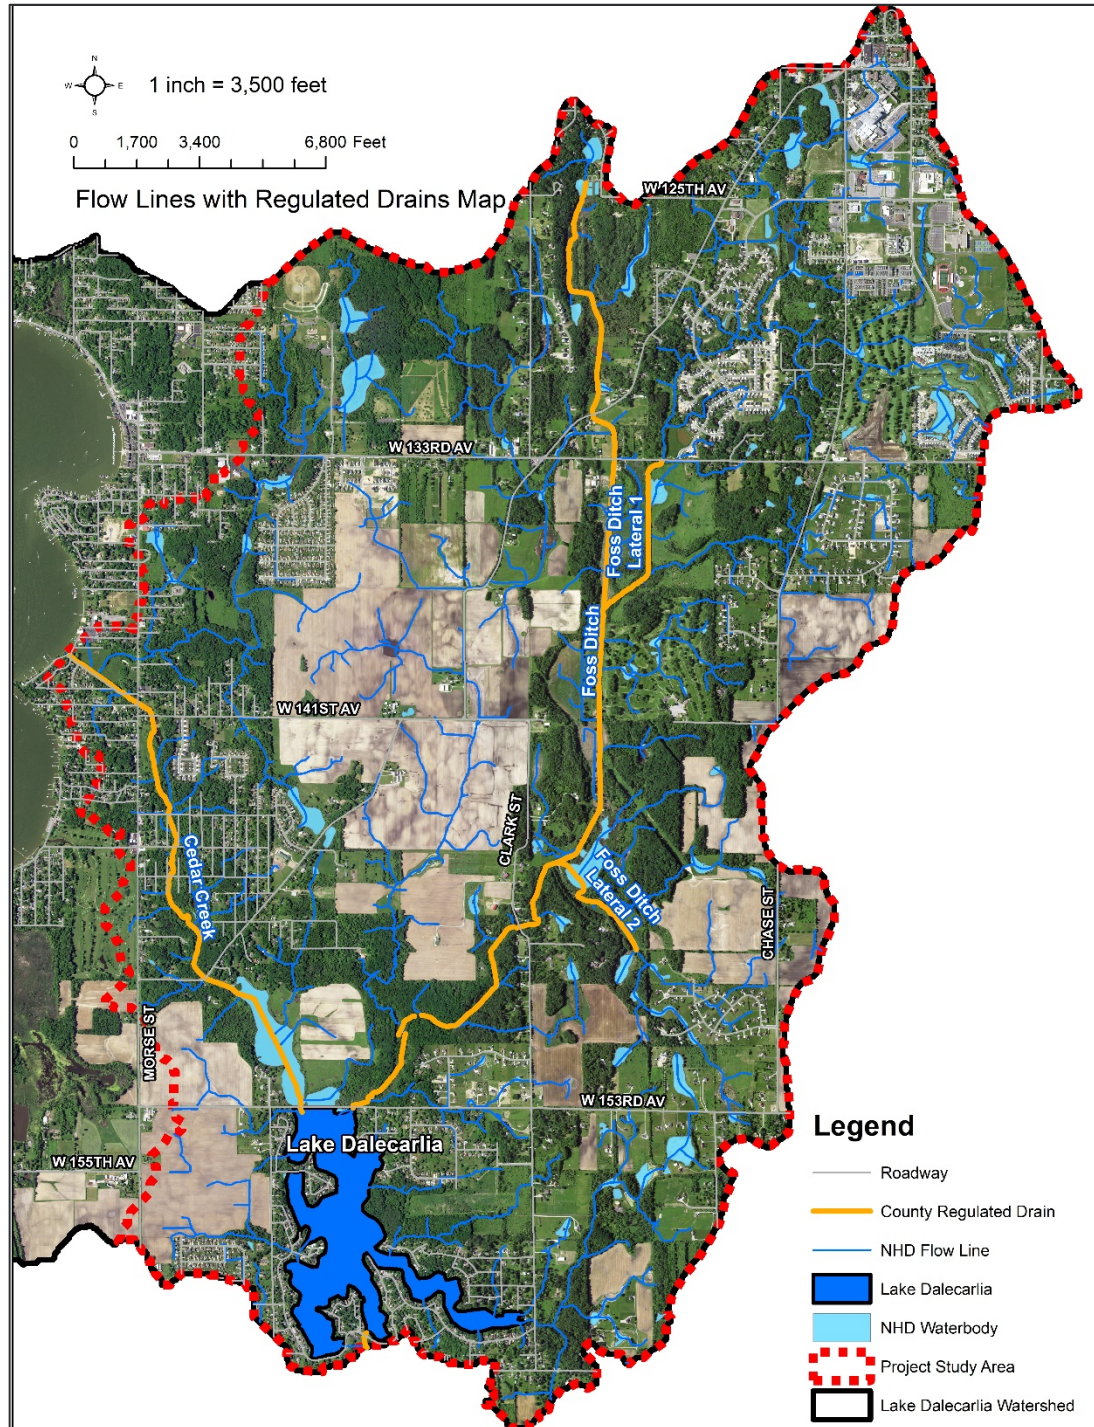 N
W E
S
1 inch = 3,500 feet
0 1,700 3,400 6,800 Feet
Flow Lines with Regulated Drains Map
W 125TH AV
W 133RD AV
Foss Ditch
Lateral 1
Foss Ditch
W 141ST AV
CLARK ST
Cedar Creek
Foss Ditch
Lateral 2
CHASE ST
MORSE ST
W 153RD AV
Lake Dalecarlia
W 155TH AV
Legend
Roadway
County Regulated Drain
NHD Flow Line
Lake Dalecarlia
NHD Waterbody
Project Study Area
Lake Dalecarlia Watershed